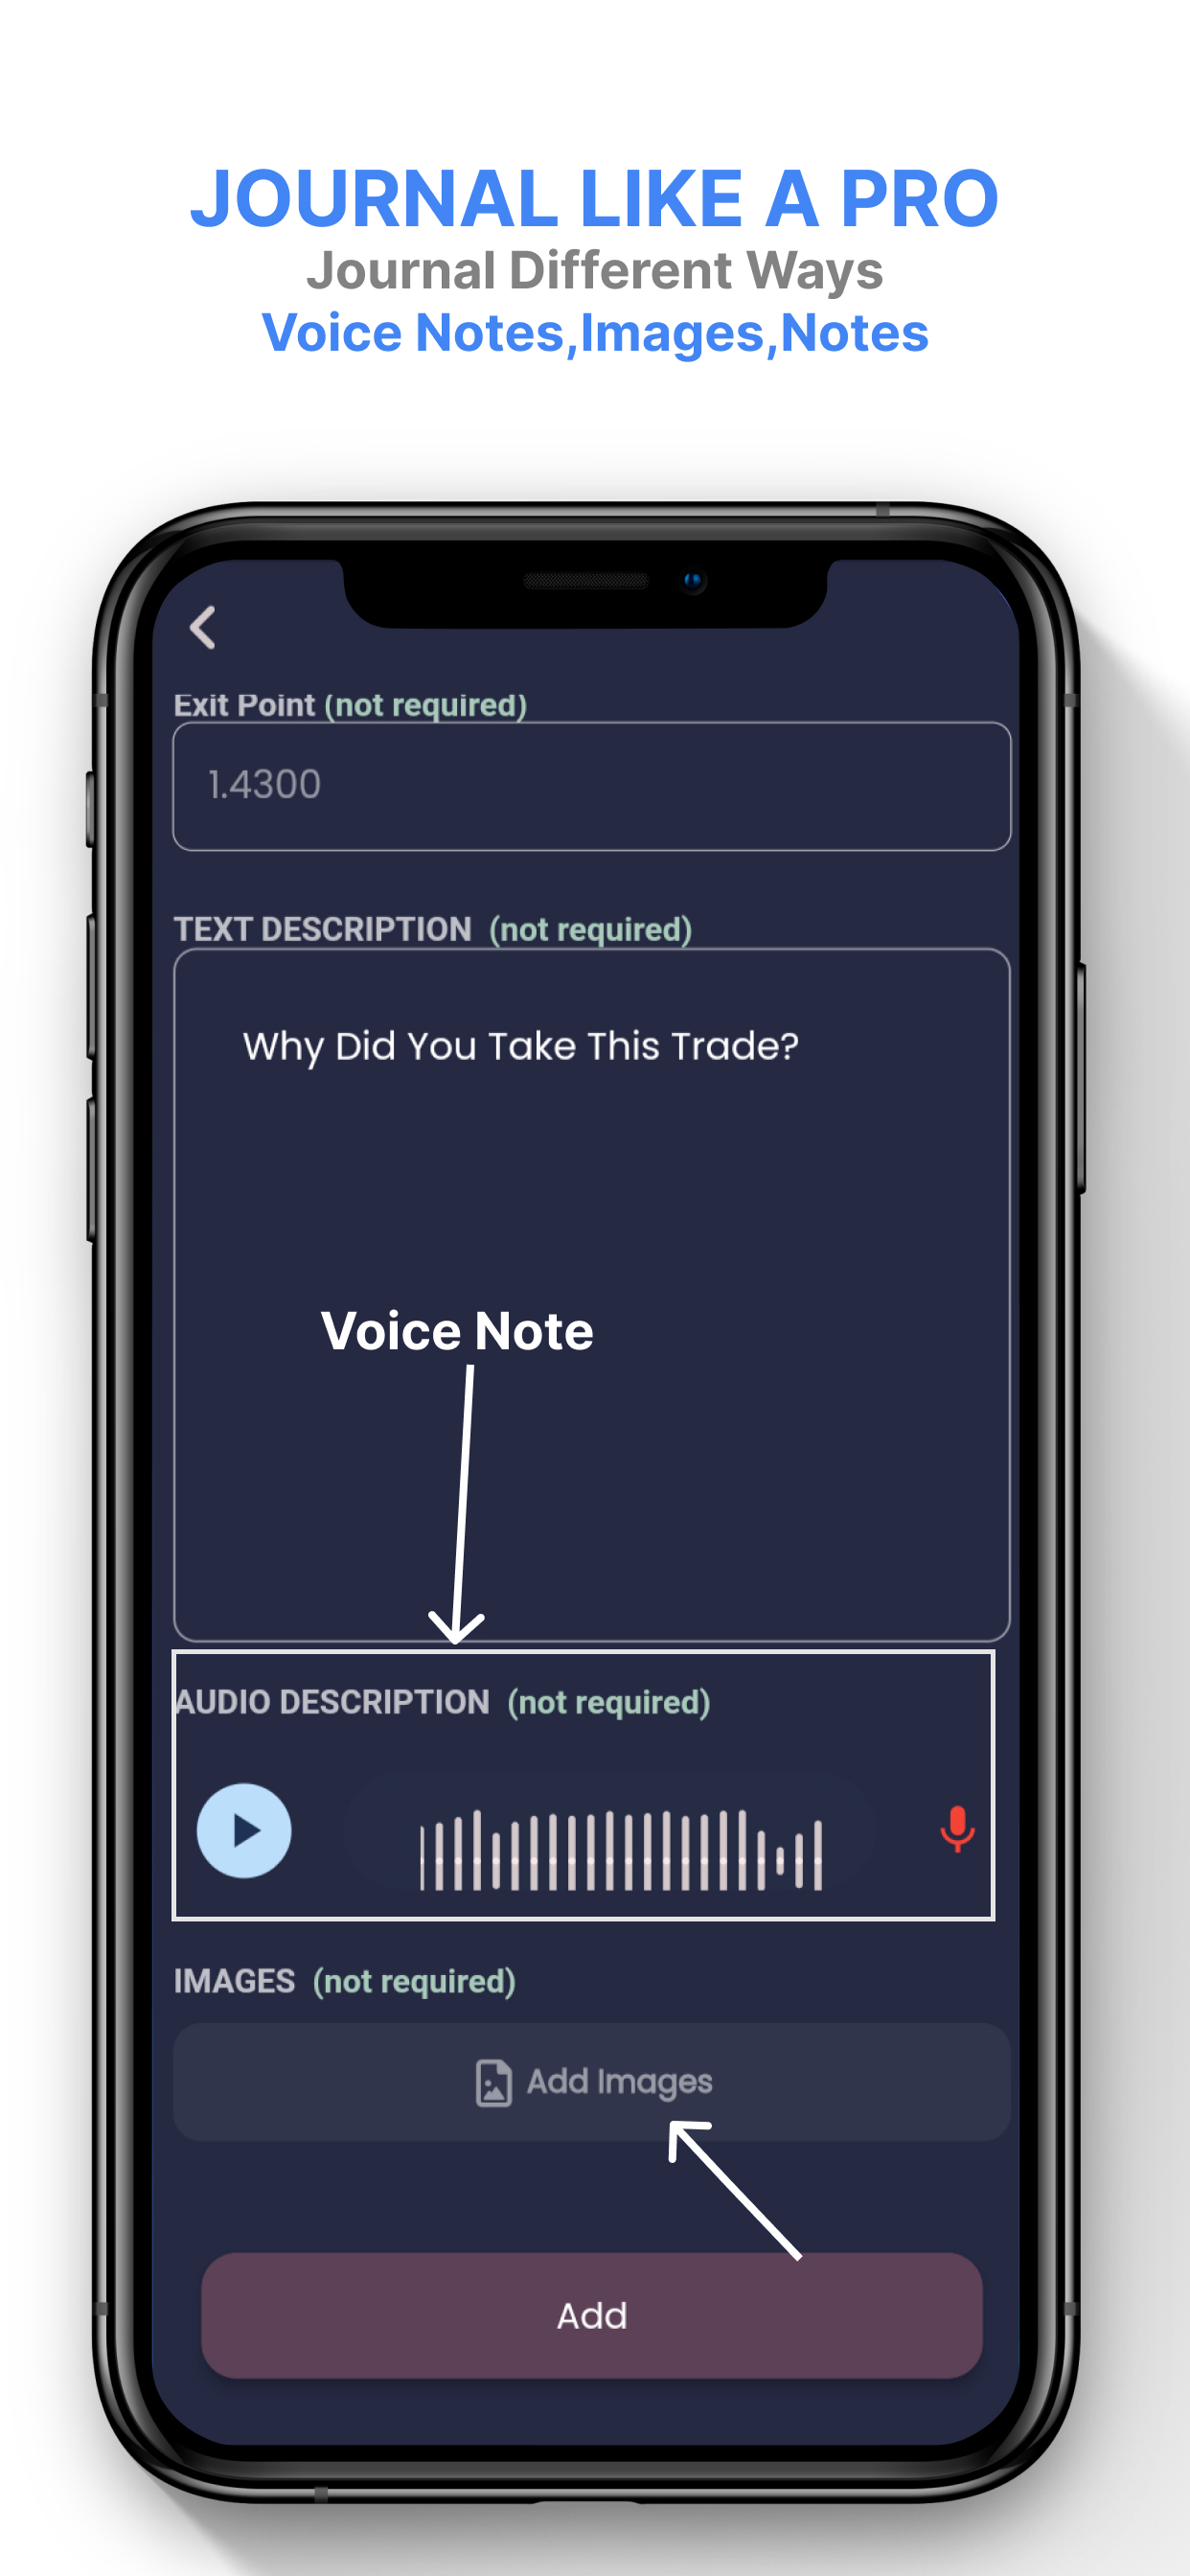 JOURNAL LIKE A PRO
Journal Different Ways
Voice Notes,Images,Notes
Exit Point (not required)
1.4300
TEXT DESCRIPTION (not required)
Why Did You Take This Trade?
Voice Note
AUDIO DESCRIPTION (not required)
IMAGES (not required)
Add Images
Add